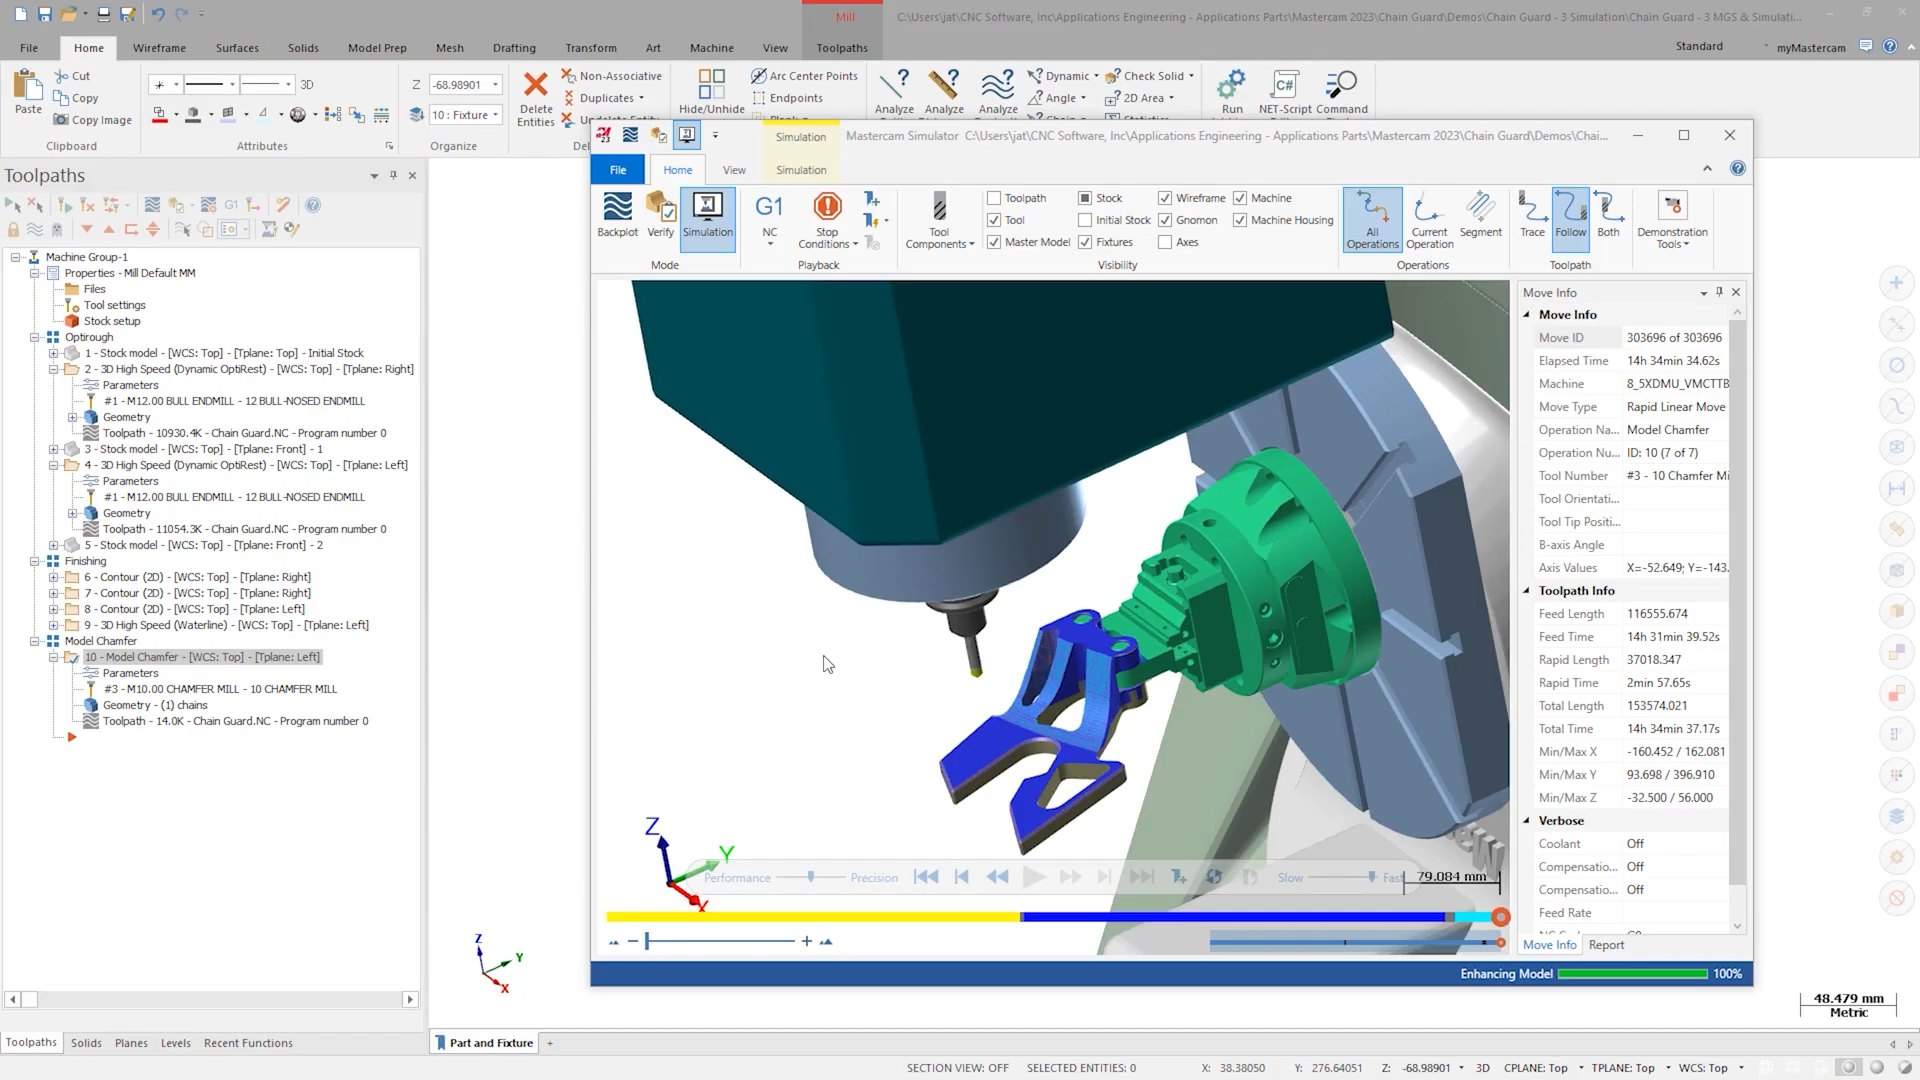 Mill
C:\Users\jat\CNC Software, Inc\Applications Engineering - Applications Parts\Mastercam 2023\Chain Guard\Demos\Chain Guard - 3 Simulation\Chain Guard - 3 MGS & Simulati...
File Home Wireframe Surfaces Solids Model Prep Mesh Drafting Transform Art Machine View Toolpaths
Standard myMastercam
Paste Cut Copy Copy Image
Clipboard
3D
Attributes
Z -68.98901
10 : Fixture
Organize
Delete Entities
Non-Associative
Duplicates
Hide/Unhide
Arc Center Points
Endpoints
Analyze Analyze Analyze
Dynamic
Angle
Check Solid
2D Area
Run NET-Script Command
Toolpaths
G1
Machine Group-1
Properties - Mill Default MM
Files
Tool settings
Stock setup
Optirough
1 - Stock model - [WCS: Top] - [Tplane: Top] - Initial Stock
2 - 3D High Speed (Dynamic OptiRest) - [WCS: Top] - [Tplane: Right]
Parameters
#1 - M12.00 BULL ENDMILL - 12 BULL-NOSED ENDMILL
Geometry
Toolpath - 10930.4K - Chain Guard.NC - Program number 0
3 - Stock model - [WCS: Top] - [Tplane: Front] - 1
4 - 3D High Speed (Dynamic OptiRest) - [WCS: Top] - [Tplane: Left]
Parameters
#1 - M12.00 BULL ENDMILL - 12 BULL-NOSED ENDMILL
Geometry
Toolpath - 11054.3K - Chain Guard.NC - Program number 0
5 - Stock model - [WCS: Top] - [Tplane: Front] - 2
Finishing
6 - Contour (2D) - [WCS: Top] - [Tplane: Right]
7 - Contour (2D) - [WCS: Top] - [Tplane: Right]
8 - Contour (2D) - [WCS: Top] - [Tplane: Left]
9 - 3D High Speed (Waterline) - [WCS: Top] - [Tplane: Left]
Model Chamfer
10 - Model Chamfer - [WCS: Top] - [Tplane: Left]
Parameters
#3 - M10.00 CHAMFER MILL - 10 CHAMFER MILL
Geometry - (1) chains
Toolpath - 14.0K - Chain Guard.NC - Program number 0
Toolpaths Solids Planes Levels Recent Functions
Simulation
Mastercam Simulator C:\Users\jat\CNC Software, Inc\Applications Engineering - Applications Parts\Mastercam 2023\Chain Guard\Demos\Chai...
File Home View Simulation
Backplot Verify Simulation
Mode
G1
NC
Stop Conditions
Playback
Tool Components
Toolpath Stock Wireframe Machine
Tool Initial Stock Gnomon Machine Housing
Master Model Fixtures Axes
Visibility
All Operations Current Operation Segment
Operations
Trace Follow Both
Toolpath
Demonstration Tools
Move Info
Move Info
Move ID 303696 of 303696
Elapsed Time 14h 34min 34.62s
Machine 8_5XDMU_VMCTTB
Move Type Rapid Linear Move
Operation Na... Model Chamfer
Operation Nu... ID: 10 (7 of 7)
Tool Number #3 - 10 Chamfer Mi
Tool Orientati...
Tool Tip Positi...
B-axis Angle
Axis Values X=-52.649; Y=-143.
Toolpath Info
Feed Length 116555.674
Feed Time 14h 31min 39.52s
Rapid Length 37018.347
Rapid Time 2min 57.65s
Total Length 153574.021
Total Time 14h 34min 37.17s
Min/Max X -160.452 / 162.081
Min/Max Y 93.698 / 396.910
Min/Max Z -32.500 / 56.000
Verbose
Coolant Off
Compensatio... Off
Compensatio... Off
Feed Rate
Move Info Report
Z
Y
X
Performance Precision Slow Fast
79.084 mm
Enhancing Model 100%
Z
Y
X
48.479 mm
Metric
Part and Fixture
SECTION VIEW: OFF SELECTED ENTITIES: 0 X: 38.38050 Y: 276.64051 Z: -68.98901 3D CPLANE: Top TPLANE: Top WCS: Top